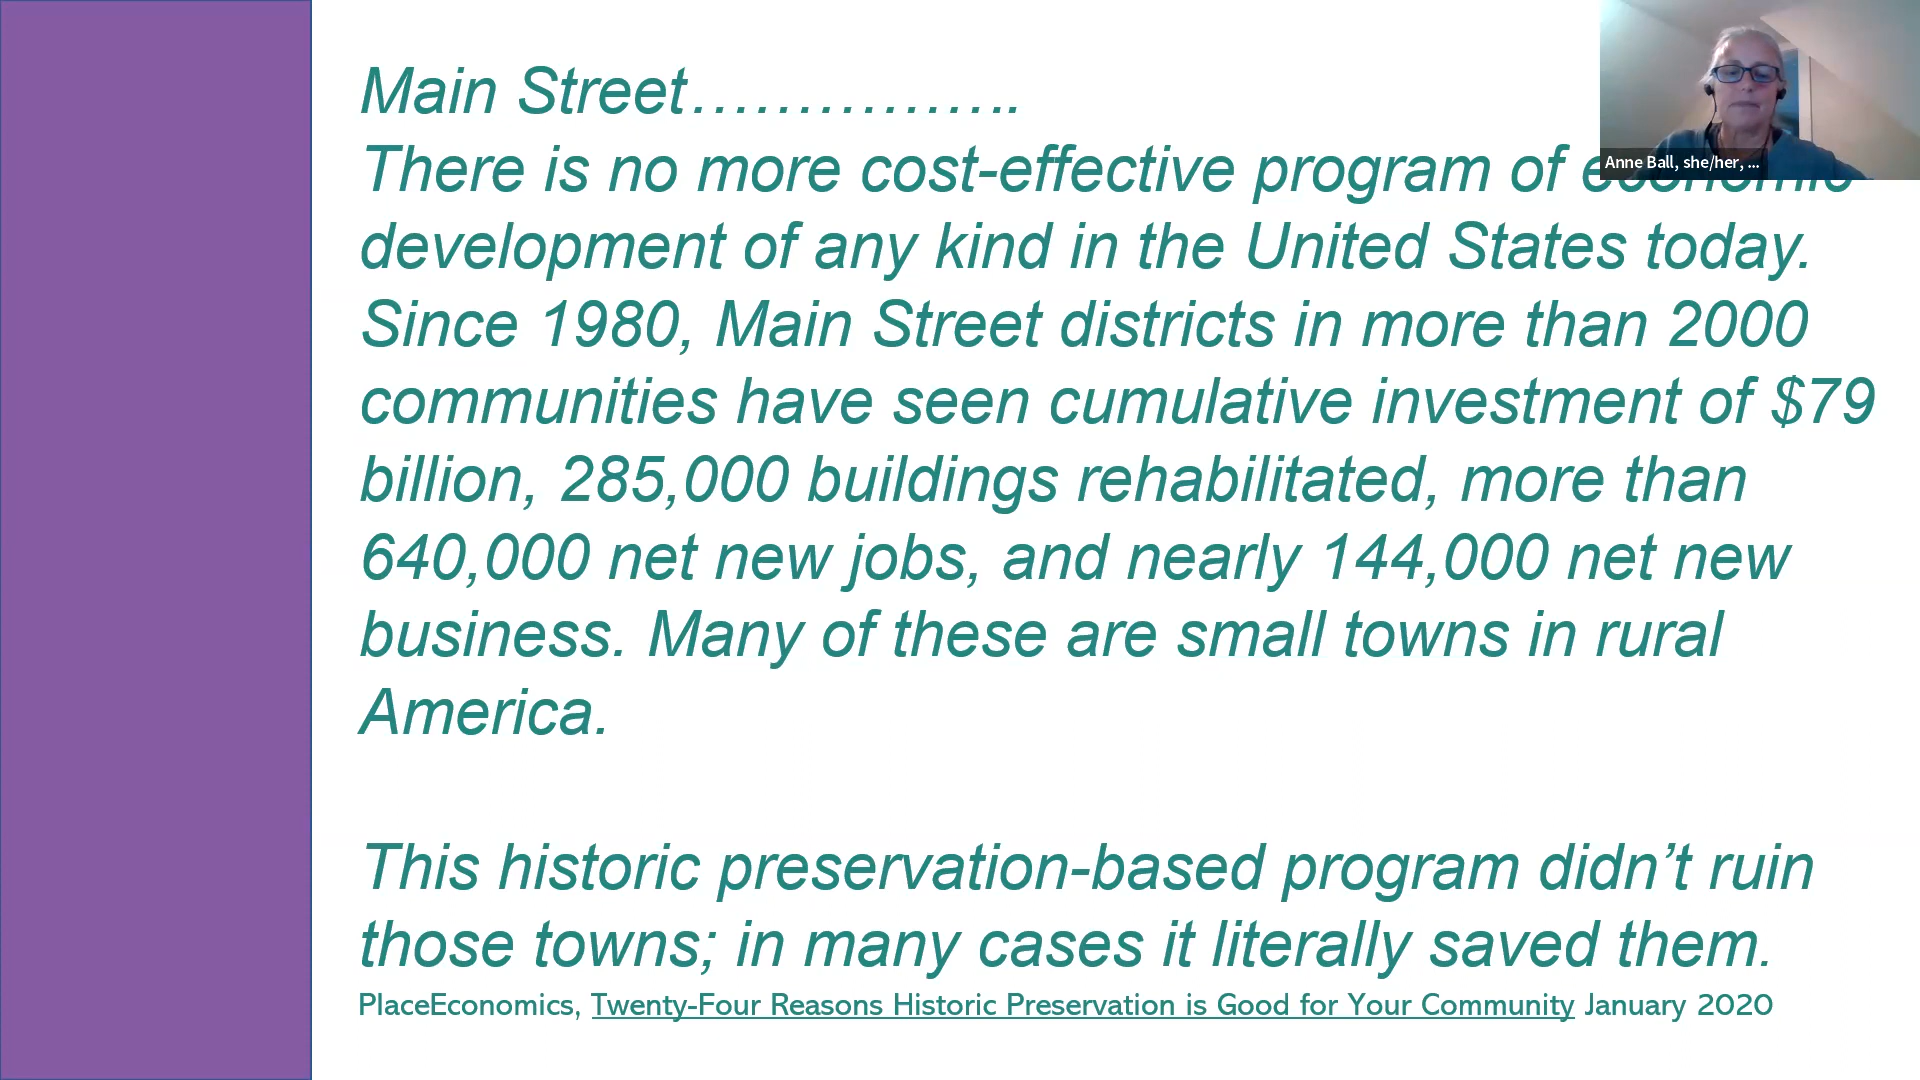 Main Street…………….
There is no more cost-effective program of economic
development of any kind in the United States today.
Since 1980, Main Street districts in more than 2000
communities have seen cumulative investment of $79
billion, 285,000 buildings rehabilitated, more than
640,000 net new jobs, and nearly 144,000 net new
business. Many of these are small towns in rural
America.
This historic preservation-based program didn’t ruin
those towns; in many cases it literally saved them.
PlaceEconomics, Twenty-Four Reasons Historic Preservation is Good for Your Community January 2020
Anne Ball, she/her, ...